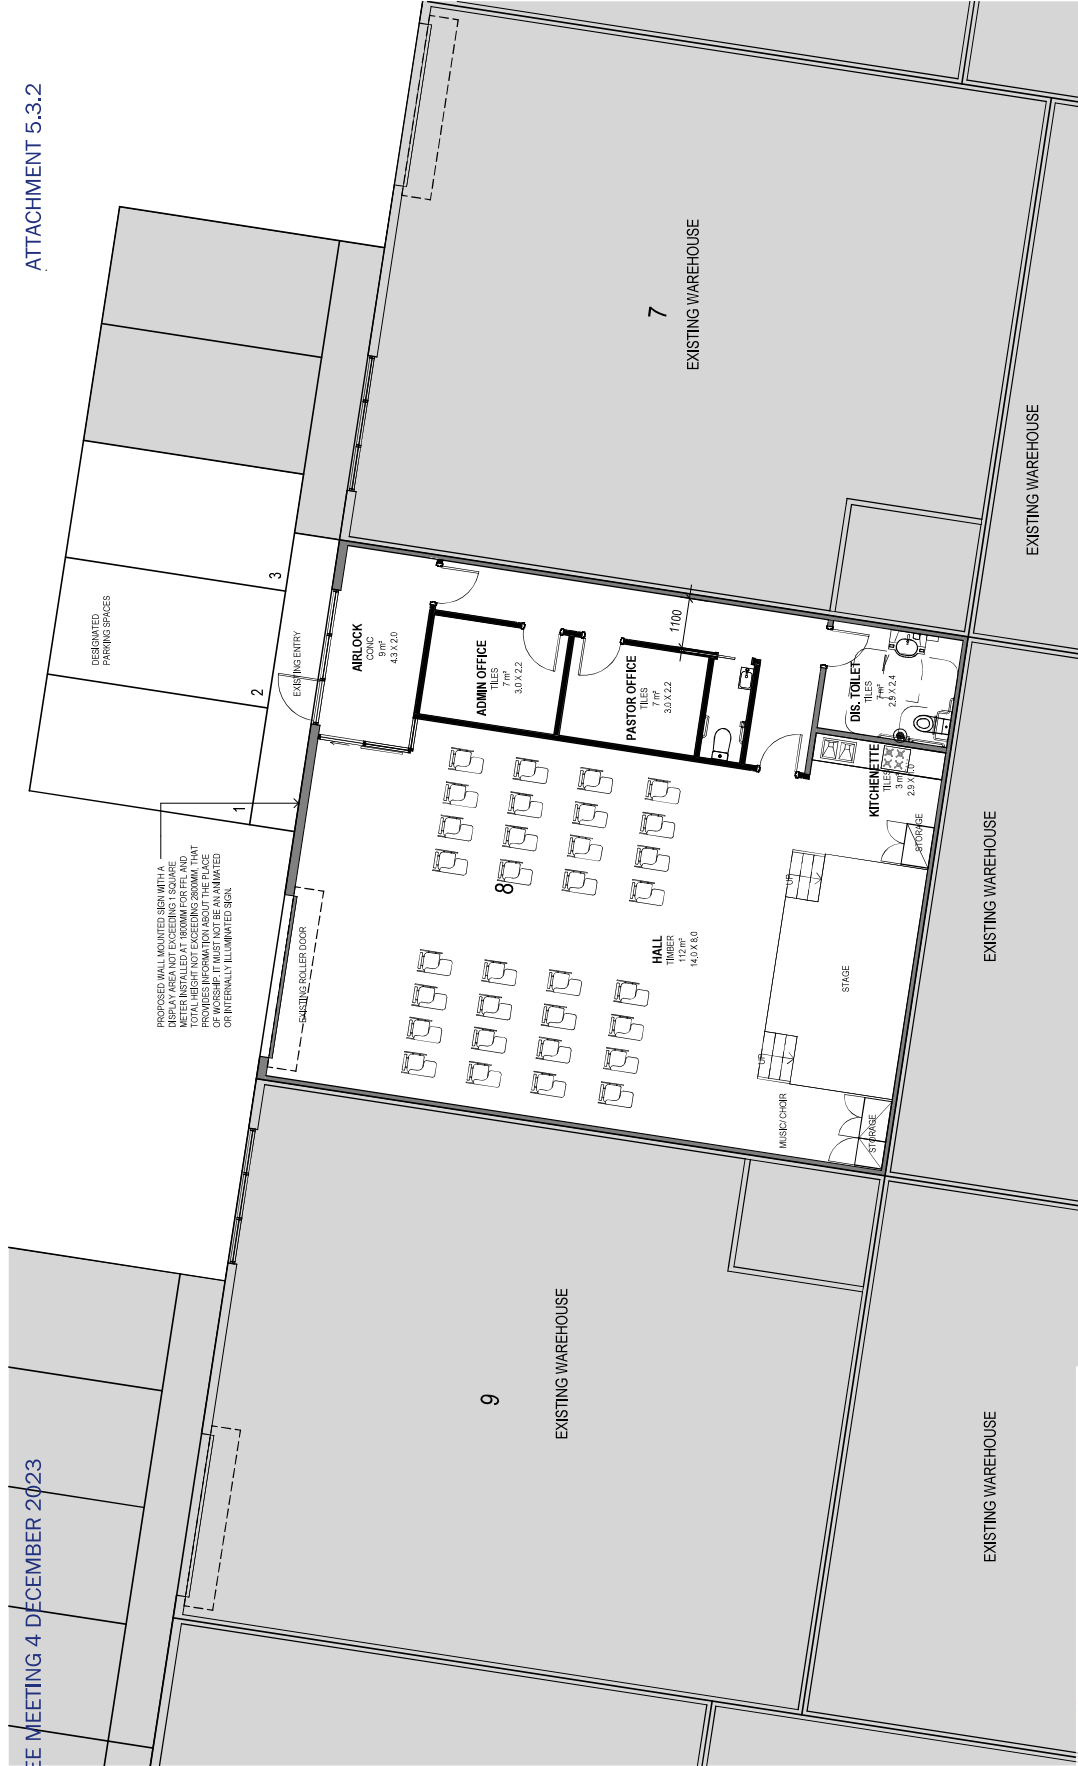 EE MEETING 4 DECEMBER 2023
ATTACHMENT 5.3.2
DESIGNATED
PARKING SPACES
1
2
3
PROPOSED WALL MOUNTED SIGN WITH A
DISPLAY AREA NOT EXCEEDING 1 SQUARE
METER INSTALLED AT 1800MM FOR FFL AND
TOTAL HEIGHT NOT EXCEEDING 2800MM, THAT
PROVIDES INFORMATION ABOUT THE PLACE
OF WORSHIP. IT MUST NOT BE AN ANIMATED
OR INTERNALLY ILLUMINATED SIGN.
EXISTING ROLLER DOOR
EXISTING ENTRY
AIRLOCK
CONC
9 m²
4.3 X 2.0
ADMIN OFFICE
TILES
7 m²
3.0 X 2.2
PASTOR OFFICE
TILES
7 m²
3.0 X 2.2
1100
8
HALL
TIMBER
112 m²
14.0 X 8.0
DIS. TOILET
TILES
7 m²
2.9 X 2.4
KITCHENETTE
TILES
3 m²
2.9 X
STORAGE
UP
STAGE
UP
MUSIC/ CHOIR
STORAGE
7
EXISTING WAREHOUSE
9
EXISTING WAREHOUSE
EXISTING WAREHOUSE
EXISTING WAREHOUSE
EXISTING WAREHOUSE